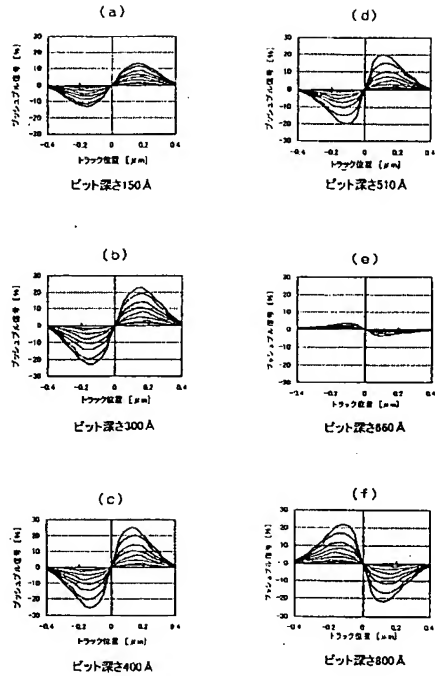 (a)
プッシュプル信号 [%]
30
20
10
0
-10
-20
-30
-0.4 -0.2 0 0.2 0.4
トラック位置 [μm]
ピット深さ150Å
(b)
プッシュプル信号 [%]
30
20
10
0
-10
-20
-30
-0.4 -0.2 0 0.2 0.4
トラック位置 [μm]
ピット深さ300Å
(c)
プッシュプル信号 [%]
30
20
10
0
-10
-20
-30
-0.4 -0.2 0 0.2 0.4
トラック位置 [μm]
ピット深さ400Å
(d)
プッシュプル信号 [%]
30
20
10
0
-10
-20
-30
-0.4 -0.2 0 0.2 0.4
トラック位置 [μm]
ピット深さ510Å
(e)
プッシュプル信号 [%]
30
20
10
0
-10
-20
-30
-0.4 -0.2 0 0.2 0.4
トラック位置 [μm]
ピット深さ660Å
(f)
プッシュプル信号 [%]
30
20
10
0
-10
-20
-30
-0.4 -0.2 0 0.2 0.4
トラック位置 [μm]
ピット深さ800Å